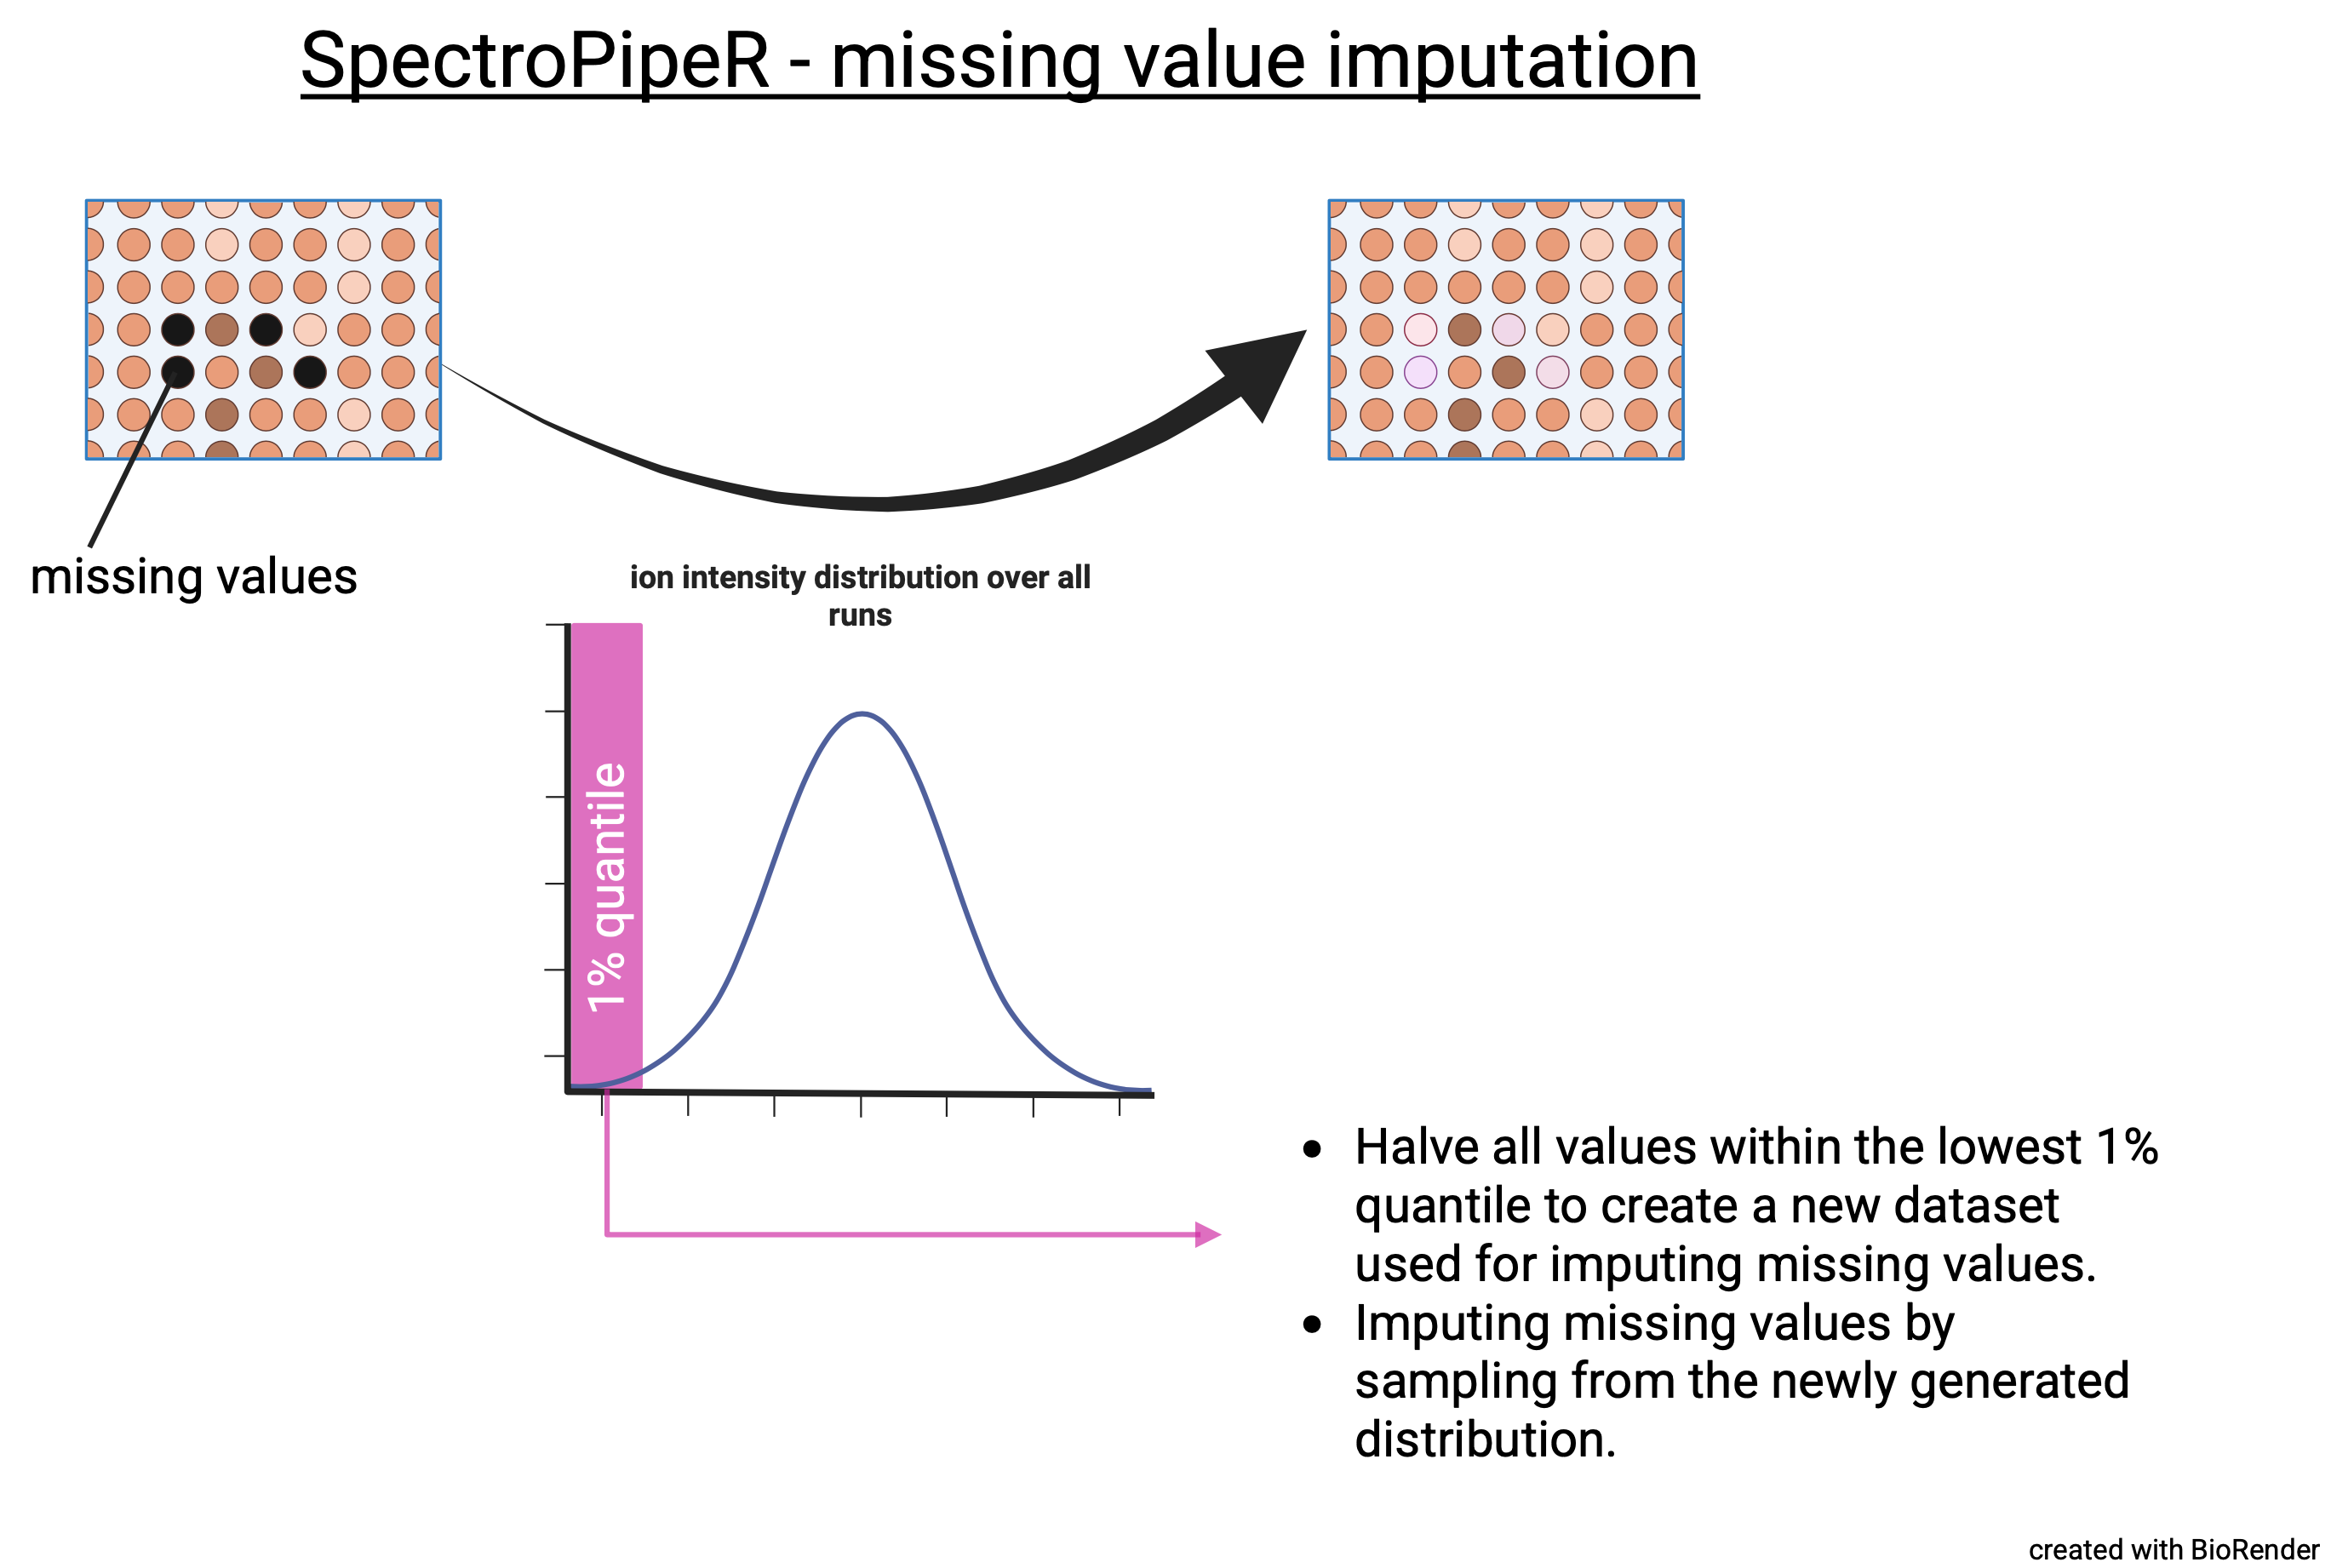 SpectroPipeR - missing value imputation
missing values
ion intensity distribution over all
runs
1% quantile
• Halve all values within the lowest 1%
quantile to create a new dataset
used for imputing missing values.
• Imputing missing values by
sampling from the newly generated
distribution.
created with BioRender